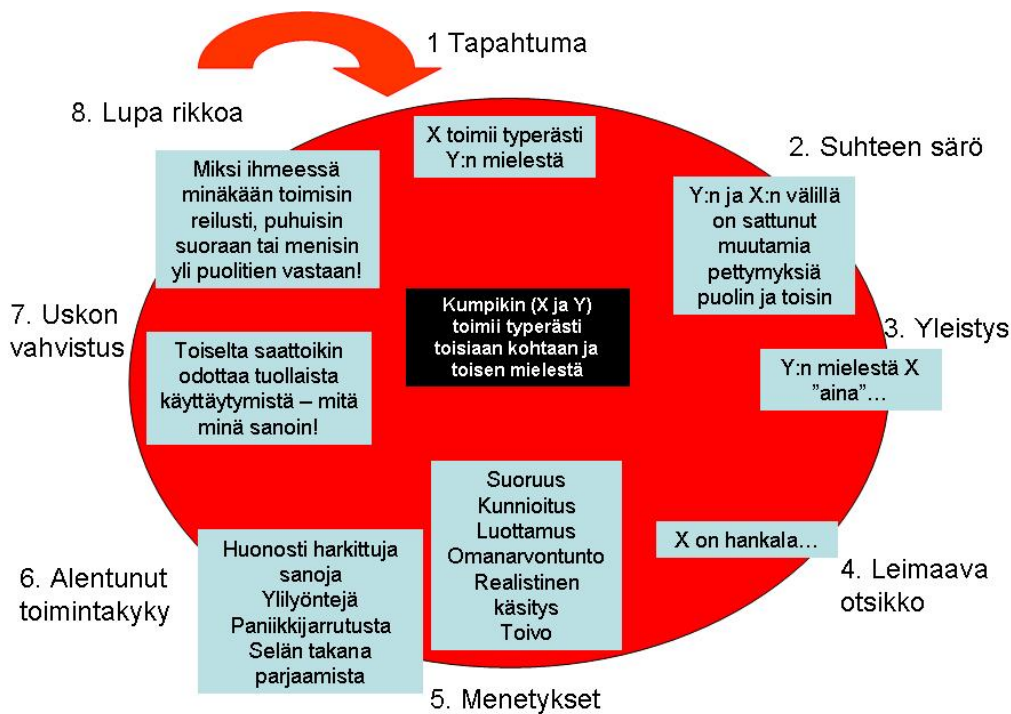 1 Tapahtuma
X toimii typerästi
Y:n mielestä
2. Suhteen särö
Y:n ja X:n välillä
on sattunut
muutamia
pettymyksiä
puolin ja toisin
3. Yleistys
Y:n mielestä X
”aina”…
4. Leimaava
otsikko
X on hankala…
5. Menetykset
Suoruus
Kunnioitus
Luottamus
Omanarvontunto
Realistinen
käsitys
Toivo
6. Alentunut
toimintakyky
Huonosti harkittuja
sanoja
Ylilyöntejä
Paniikkijarrutusta
Selän takana
parjaamista
7. Uskon
vahvistus
Toiselta saattoikin
odottaa tuollaista
käyttäytymistä – mitä
minä sanoin!
8. Lupa rikkoa
Miksi ihmeessä
minäkään toimisin
reilusti, puhuisin
suoraan tai menisin
yli puolitien vastaan!
Kumpikin (X ja Y)
toimii typerästi
toisiaan kohtaan ja
toisen mielestä